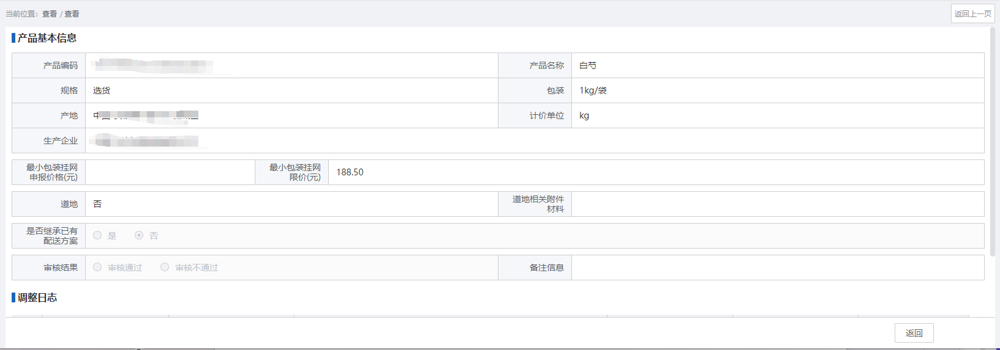 当前位置：查看 / 查看
返回上一页
产品基本信息
产品编码
产品名称 白芍
规格 选货
包装 1kg/袋
产地
计价单位 kg
生产企业
最小包装挂网
申报价格(元)
最小包装挂网
限价(元)
188.50
道地 否
道地相关附件
材料
是否继承已有
配送方案
是 否
审核结果 审核通过 审核不通过
备注信息
调整日志
返回